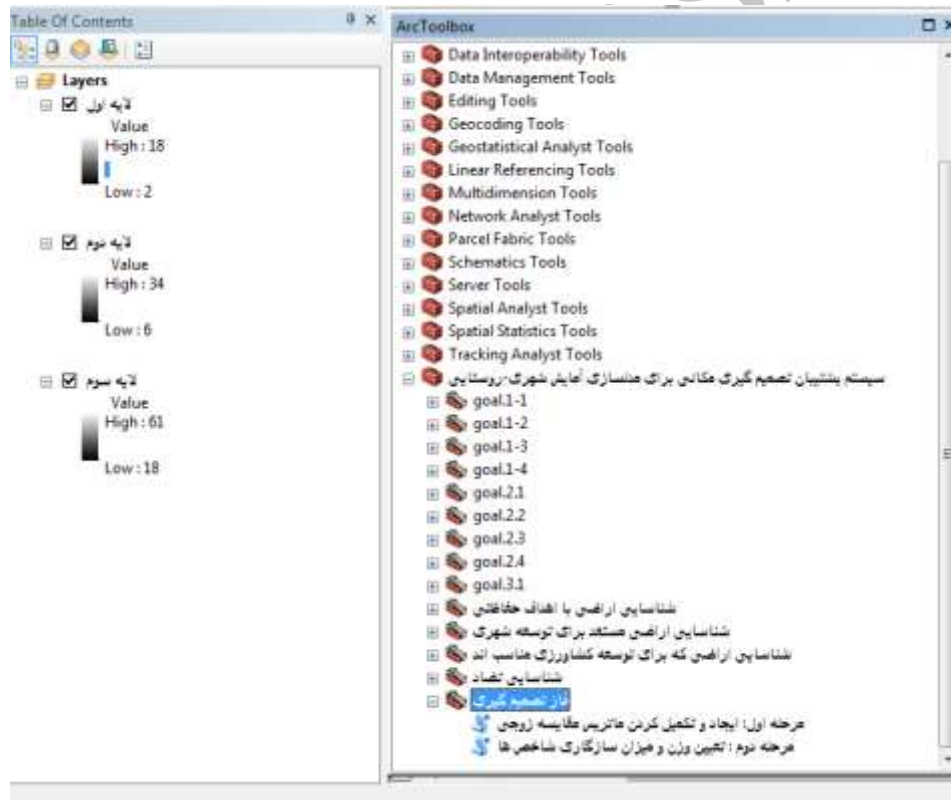 Table Of Contents
Layers
لایه اول
Value
High : 18
Low : 2
لایه دوم
Value
High : 34
Low : 6
لایه سوم
Value
High : 61
Low : 18
ArcToolbox
Data Interoperability Tools
Data Management Tools
Editing Tools
Geocoding Tools
Geostatistical Analyst Tools
Linear Referencing Tools
Multidimension Tools
Network Analyst Tools
Parcel Fabric Tools
Schematics Tools
Server Tools
Spatial Analyst Tools
Spatial Statistics Tools
Tracking Analyst Tools
سیستم پشتیبان تصمیم گیری مکانی برای مدلسازی آمایش شهری-روستایی
goal.1-1
goal.1-2
goal.1-3
goal.1-4
goal.2.1
goal.2.2
goal.2.3
goal.2.4
goal.3.1
شناسایی اراضی با اهداف حفاظتی
شناسایی اراضی مستعد برای توسعه شهری
شناسایی اراضی که برای توسعه کشاورزی مناسب اند
شناسایی تضاد
فاز تصمیم گیری
مرحله اول: ایجاد و تکمیل کردن ماتریس مقایسه زوجی
مرحله دوم : تعیین وزن و میزان سازگاری شاخص ها